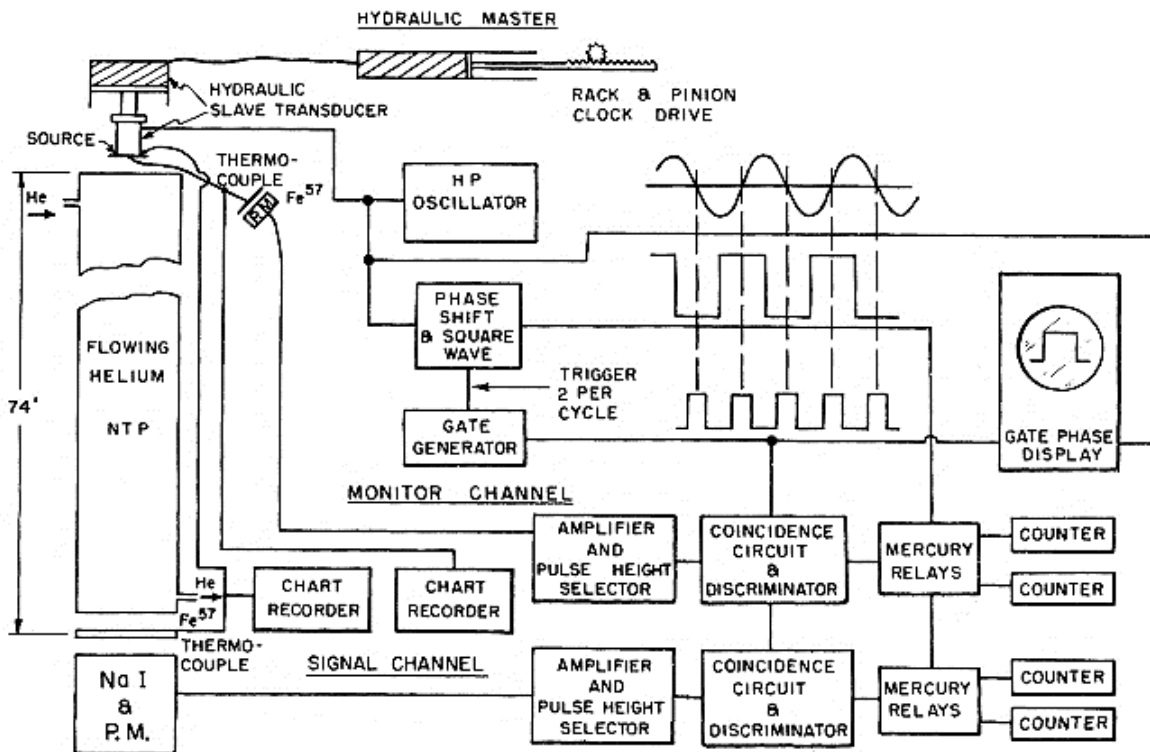 HYDRAULIC MASTER
HYDRAULIC
SLAVE TRANSDUCER
RACK & PINION
CLOCK DRIVE
SOURCE
THERMO-
COUPLE
Fe57
P.M.
He
HP
OSCILLATOR
PHASE
SHIFT
& SQUARE
WAVE
FLOWING
HELIUM
NTP
74'
TRIGGER
2 PER
CYCLE
GATE
GENERATOR
GATE PHASE
DISPLAY
MONITOR CHANNEL
AMPLIFIER
AND
PULSE HEIGHT
SELECTOR
COINCIDENCE
CIRCUIT
&
DISCRIMINATOR
MERCURY
RELAYS
COUNTER
COUNTER
He
Fe57
CHART
RECORDER
CHART
RECORDER
THERMO-
COUPLE
SIGNAL CHANNEL
Na I
&
P.M.
AMPLIFIER
AND
PULSE HEIGHT
SELECTOR
COINCIDENCE
CIRCUIT
&
DISCRIMINATOR
MERCURY
RELAYS
COUNTER
COUNTER